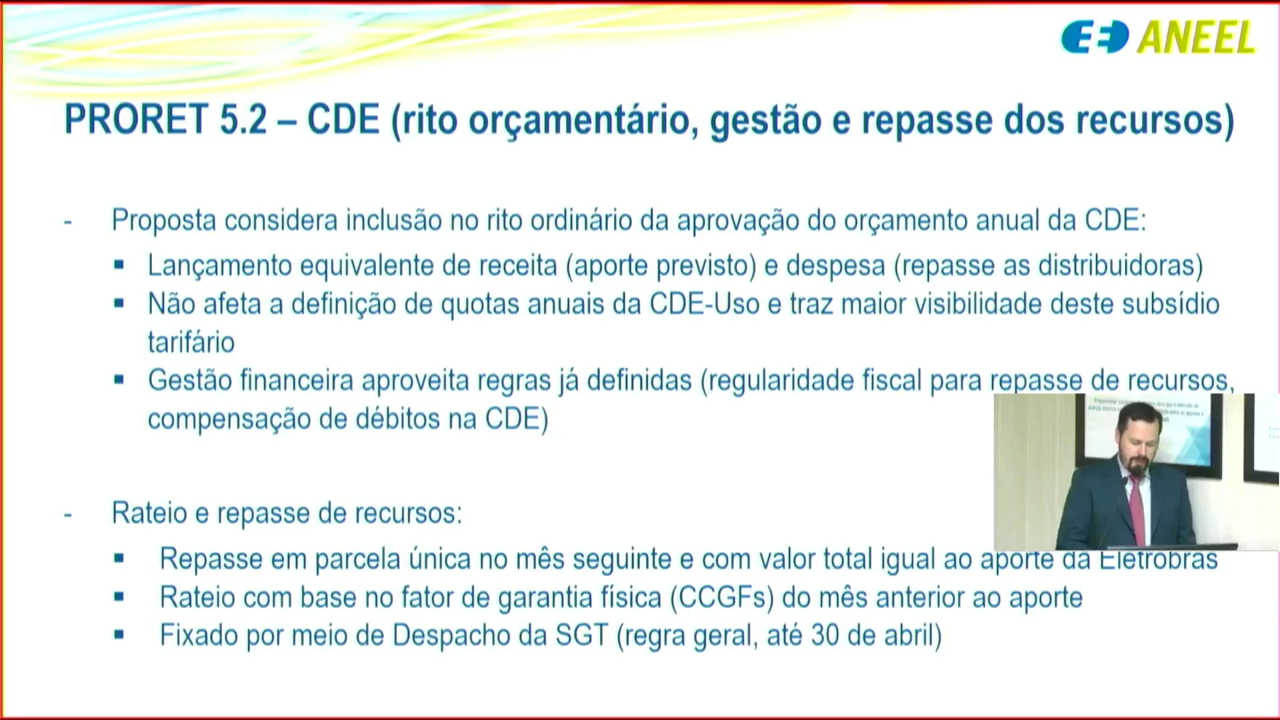 ANEEL
PRORET 5.2 – CDE (rito orçamentário, gestão e repasse dos recursos)
- Proposta considera inclusão no rito ordinário da aprovação do orçamento anual da CDE:
▪ Lançamento equivalente de receita (aporte previsto) e despesa (repasse as distribuidoras)
▪ Não afeta a definição de quotas anuais da CDE-Uso e traz maior visibilidade deste subsídio
tarifário
▪ Gestão financeira aproveita regras já definidas (regularidade fiscal para repasse de recursos,
compensação de débitos na CDE)
- Rateio e repasse de recursos:
▪ Repasse em parcela única no mês seguinte e com valor total igual ao aporte da Eletrobras
▪ Rateio com base no fator de garantia física (CCGFs) do mês anterior ao aporte
▪ Fixado por meio de Despacho da SGT (regra geral, até 30 de abril)